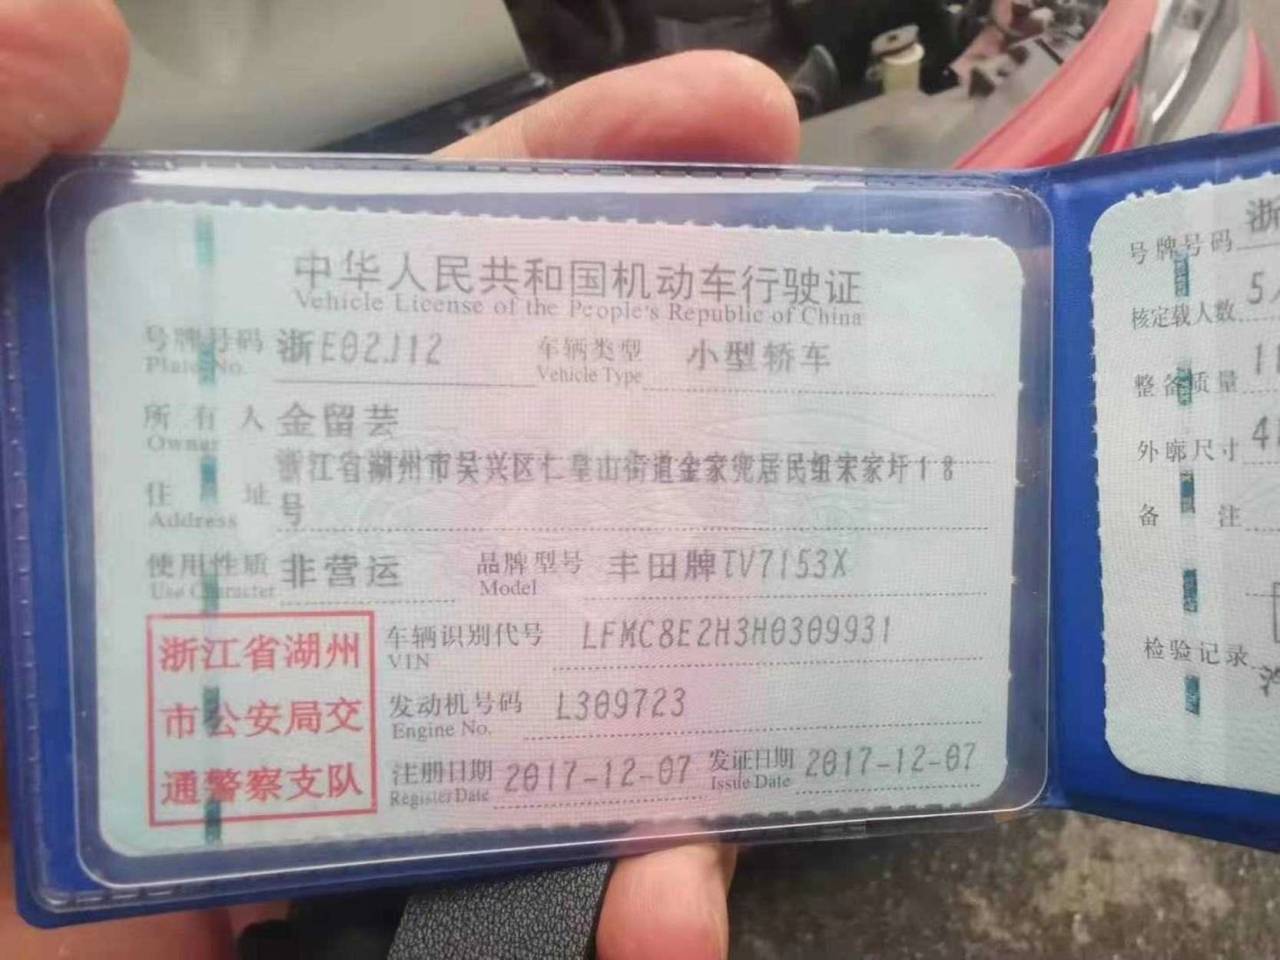 中华人民共和国机动车行驶证
Vehicle License of the People's Republic of China
号牌号码 浙E02J12 车辆类型 小型轿车
Plate No. Vehicle Type
所有人 金留芸
Owner
住址 浙江省湖州市吴兴区仁皇山街道金家兜居民组宋家圩18
Address 号
使用性质 非营运 品牌型号 丰田牌TV7153X
Use Character Model
车辆识别代号 LFMC8E2H3H0309931
VIN
发动机号码 L309723
Engine No.
注册日期 2017-12-07 发证日期 2017-12-07
Register Date Issue Date
浙江省湖州
市公安局交
通警察支队
号牌号码 浙
核定载人数 5
整备质量
外廓尺寸 4
备注
检验记录